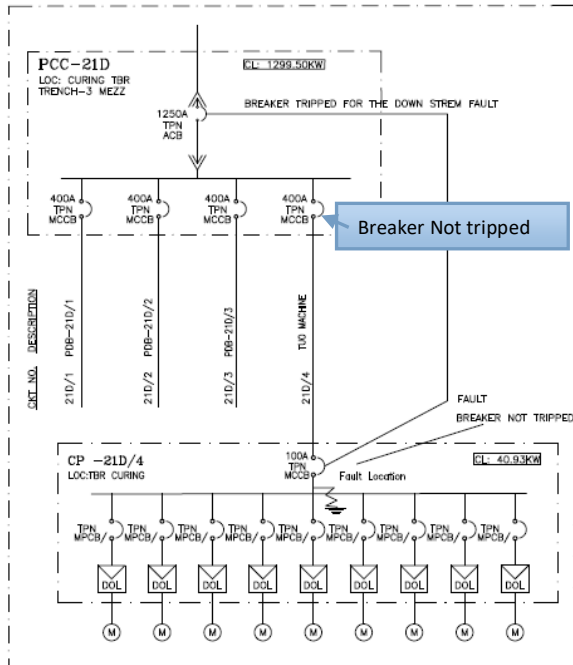 PCC-21D
LOC: CURING TBR
TRENCH-3 MEZZ
CL: 1299.50KW
1250A
TPN
ACB
BREAKER TRIPPED FOR THE DOWN STREM FAULT
400A
TPN
MCCB
400A
TPN
MCCB
400A
TPN
MCCB
400A
TPN
MCCB
Breaker Not tripped
DESCRIPTION
PDB-21D/1
PDB-21D/2
PDB-21D/3
TUO MACHINE
CKT NO.
21D/1
21D/2
21D/3
21D/4
FAULT
BREAKER NOT TRIPPED
CP -21D/4
LOC:TBR CURING
100A
TPN
MCCB
Fault Location
CL: 40.93KW
TPN
MPCB/
TPN
MPCB/
TPN
MPCB/
TPN
MPCB/
TPN
MPCB/
TPN
MPCB/
TPN
MPCB/
TPN
MPCB/
TPN
MPCB/
DOL DOL DOL DOL DOL DOL DOL DOL DOL
M M M M M M M M M